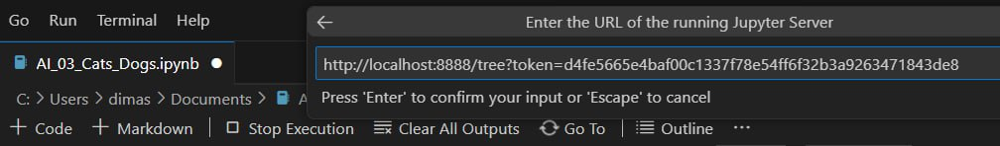 Go Run Terminal Help
Enter the URL of the running Jupyter Server
AI_03_Cats_Dogs.ipynb
http://localhost:8888/tree?token=d4fe5665e4baf00c1337f78e54ff6f32b3a9263471843de8
Press 'Enter' to confirm your input or 'Escape' to cancel
C: > Users > dimas > Documents > A
+ Code + Markdown Stop Execution Clear All Outputs Go To Outline ...